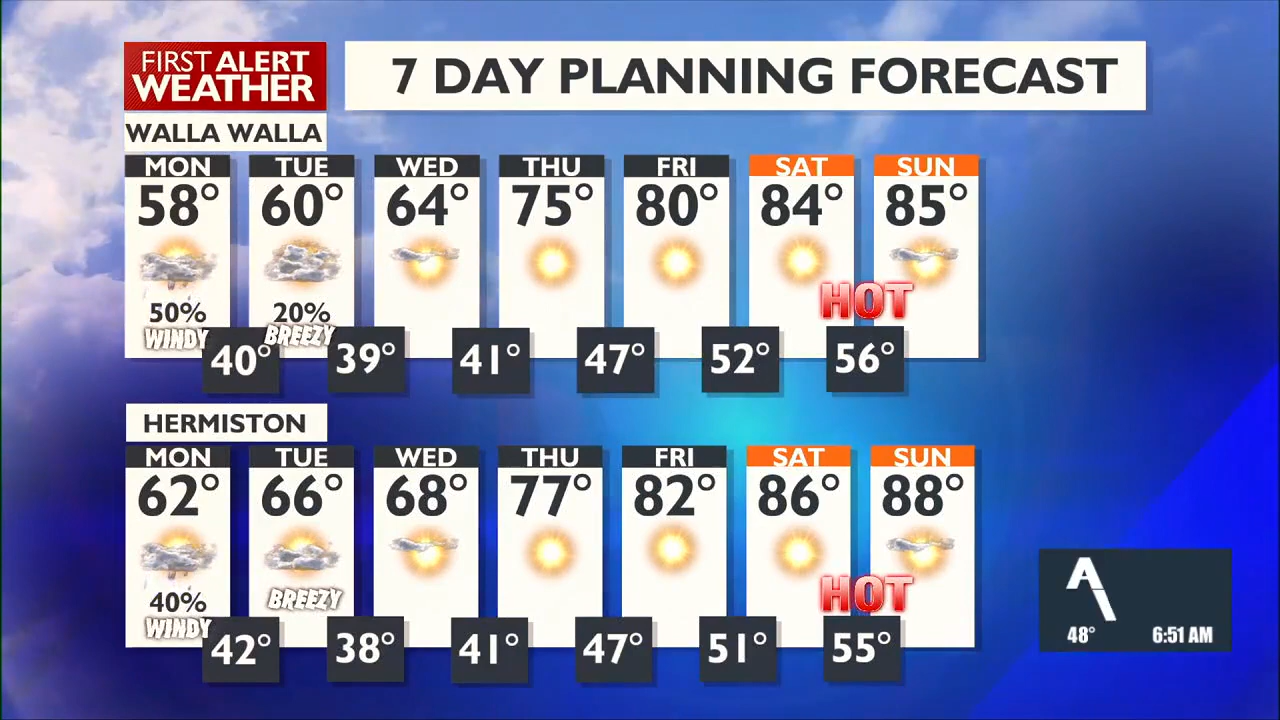 FIRST ALERT
WEATHER
7 DAY PLANNING FORECAST
WALLA WALLA
MON TUE WED THU FRI SAT SUN
58° 60° 64° 75° 80° 84° 85°
50% 20% HOT
WINDY BREEZY
40° 39° 41° 47° 52° 56°
HERMISTON
MON TUE WED THU FRI SAT SUN
62° 66° 68° 77° 82° 86° 88°
40% BREEZY HOT
WINDY
42° 38° 41° 47° 51° 55°
48° 6:51 AM